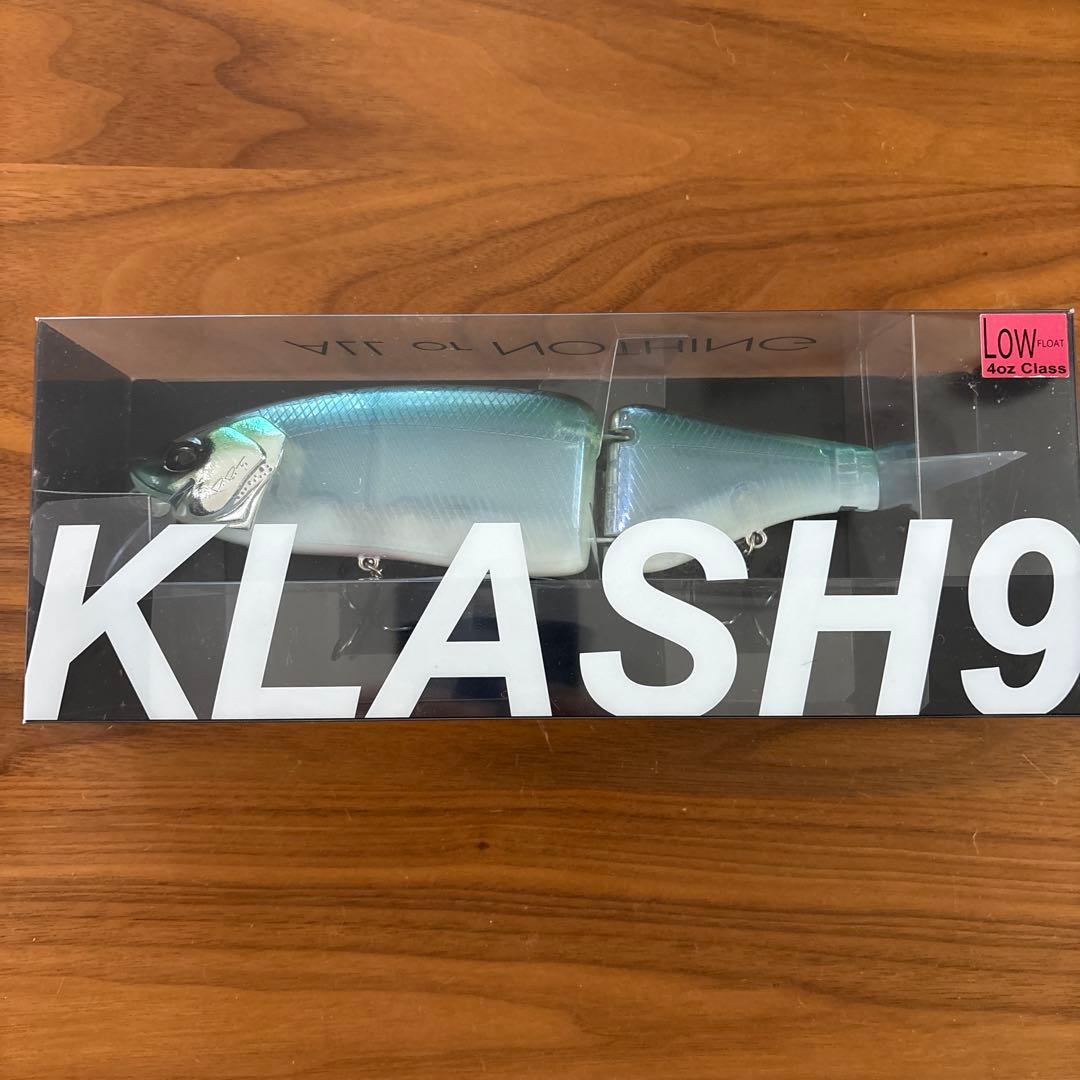 ALL or NOTHING
LOW FLOAT
4oz Class
KLASH9